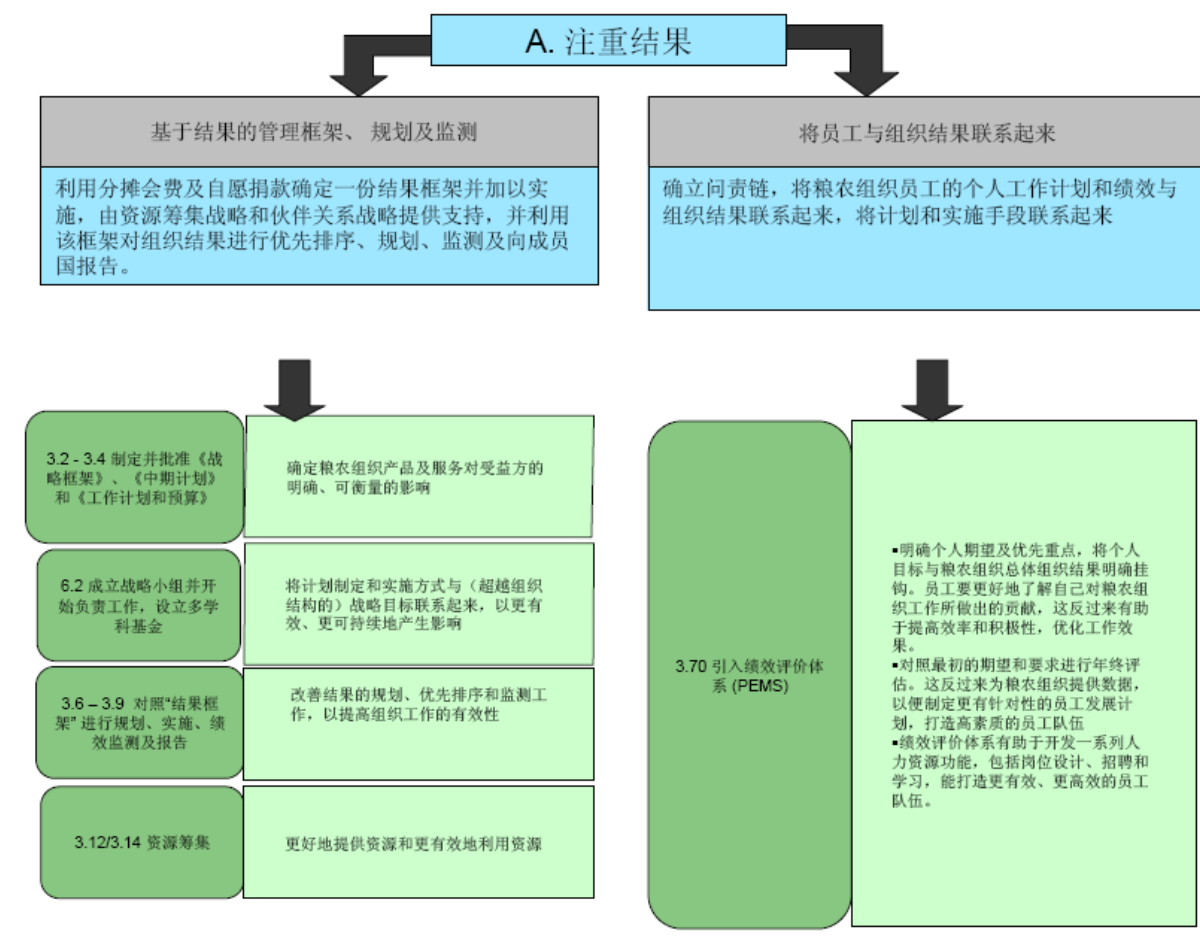 A. 注重结果
基于结果的管理框架、 规划及监测
利用分摊会费及自愿捐款确定一份结果框架并加以实
施，由资源筹集战略和伙伴关系战略提供支持，并利用
该框架对组织结果进行优先排序、规划、监测及向成员
国报告。
将员工与组织结果联系起来
确立问责链，将粮农组织员工的个人工作计划和绩效与
组织结果联系起来，将计划和实施手段联系起来
3.2 - 3.4 制定并批准《战
略框架》、《中期计划》
和《工作计划和预算》
确定粮农组织产品及服务对受益方的
明确、可衡量的影响
6.2 成立战略小组并开
始负责工作，设立多学
科基金
将计划制定和实施方式与（超越组织
结构的）战略目标联系起来，以更有
效、更可持续地产生影响
3.6 – 3.9 对照“结果框
架” 进行规划、实施、绩
效监测及报告
改善结果的规划、优先排序和监测工
作，以提高组织工作的有效性
3.12/3.14 资源筹集
更好地提供资源和更有效地利用资源
3.70 引入绩效评价体
系 (PEMS)
▪明确个人期望及优先重点，将个人
目标与粮农组织总体组织结果明确挂
钩。员工要更好地了解自己对粮农组
织工作所做出的贡献，这反过来有助
于提高效率和积极性，优化工作效
果。
▪对照最初的期望和要求进行年终评
估。这反过来为粮农组织提供数据，
以便制定更有针对性的员工发展计
划，打造高素质的员工队伍
▪绩效评价体系有助于开发一系列人
力资源功能，包括岗位设计、招聘和
学习，能打造更有效、更高效的员工
队伍。